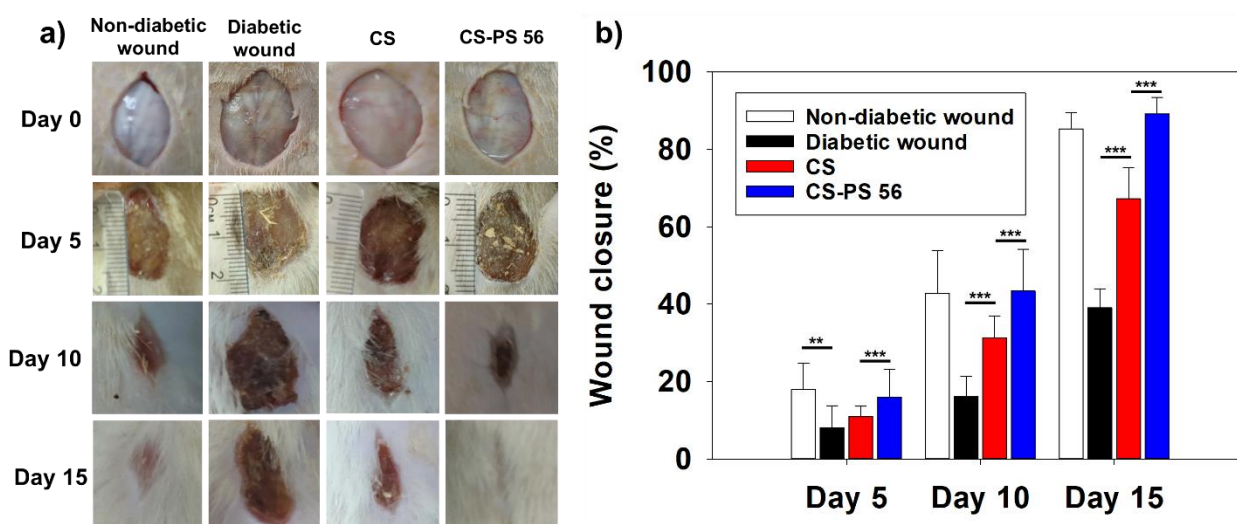 a)
Non-diabetic
wound
Diabetic
wound
CS
CS-PS 56
Day 0
Day 5
Day 10
Day 15
b)
Wound closure (%)
100
80
60
40
20
0
Non-diabetic wound
Diabetic wound
CS
CS-PS 56
**
***
***
***
***
***
Day 5
Day 10
Day 15